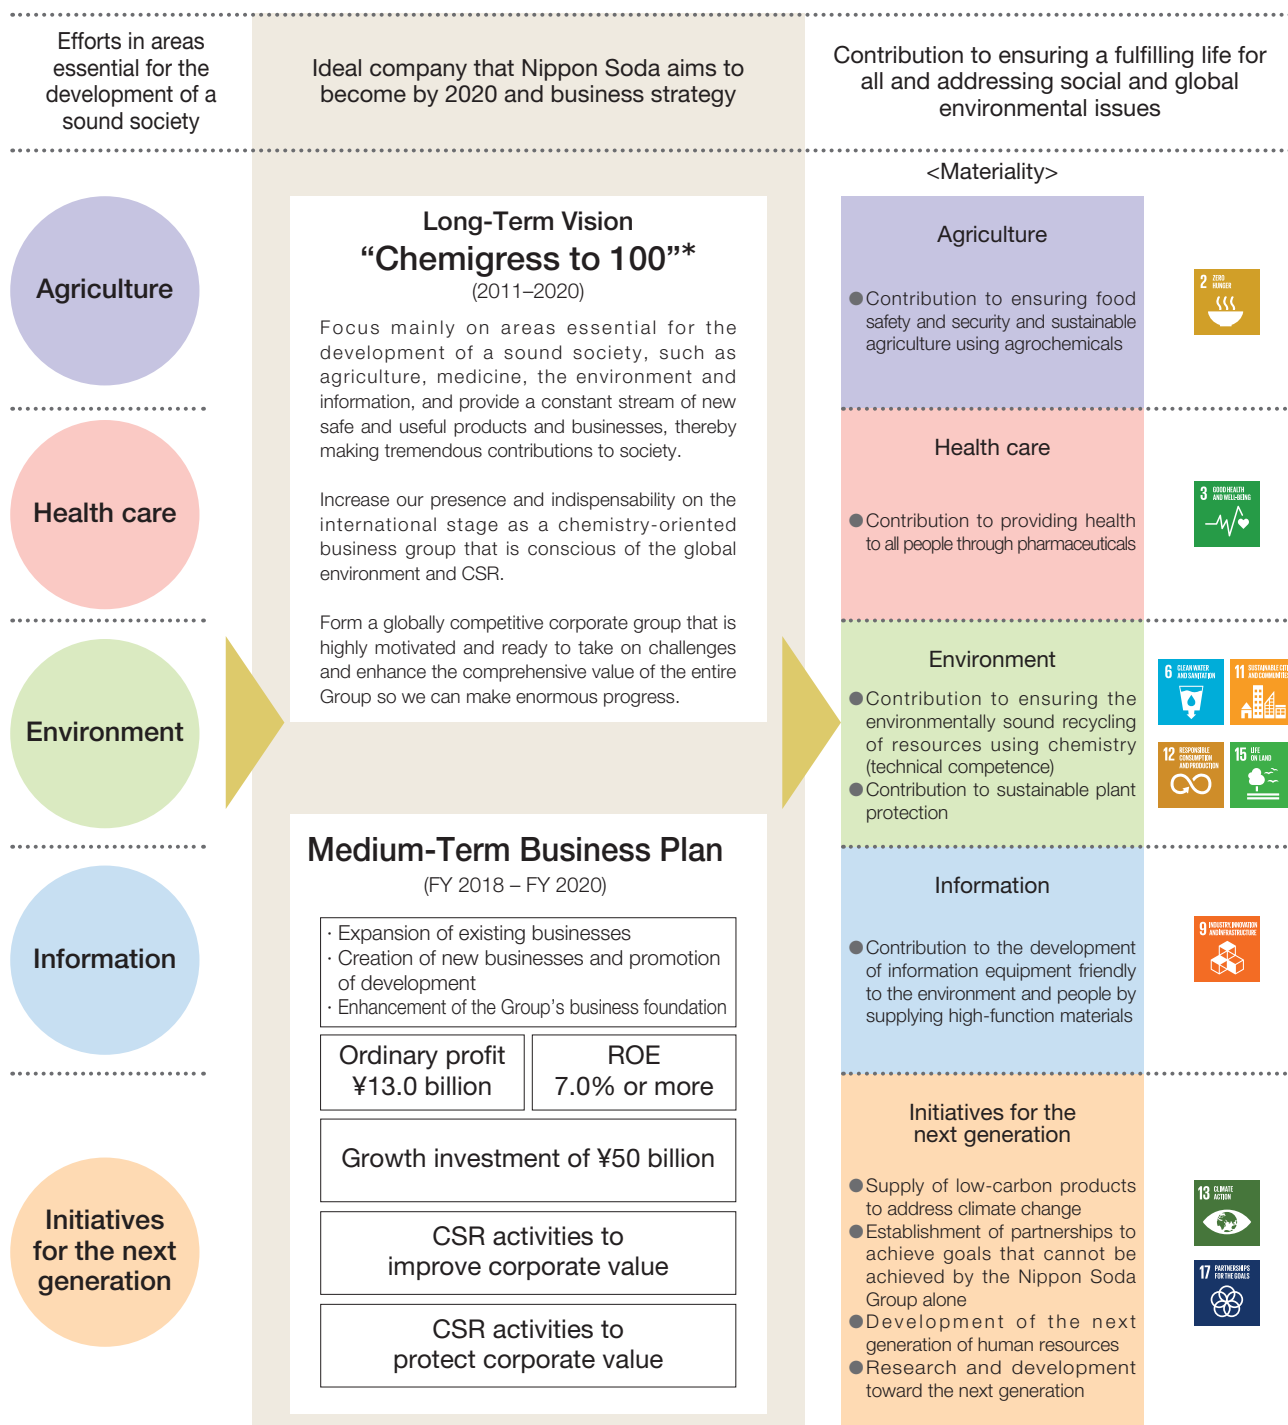 Efforts in areas
essential for the
development of a
sound society
Ideal company that Nippon Soda aims to
become by 2020 and business strategy
Contribution to ensuring a fulfilling life for
all and addressing social and global
environmental issues
Agriculture
Health care
Environment
Information
Initiatives
for the next
generation
Long-Term Vision
“Chemigress to 100”*
(2011–2020)
Focus mainly on areas essential for the
development of a sound society, such as
agriculture, medicine, the environment and
information, and provide a constant stream of new
safe and useful products and businesses, thereby
making tremendous contributions to society.
Increase our presence and indispensability on the
international stage as a chemistry-oriented
business group that is conscious of the global
environment and CSR.
Form a globally competitive corporate group that is
highly motivated and ready to take on challenges
and enhance the comprehensive value of the entire
Group so we can make enormous progress.
Medium-Term Business Plan
(FY 2018 – FY 2020)
· Expansion of existing businesses
· Creation of new businesses and promotion
of development
· Enhancement of the Group’s business foundation
Ordinary profit
¥13.0 billion
ROE
7.0% or more
Growth investment of ¥50 billion
CSR activities to
improve corporate value
CSR activities to
protect corporate value
<Materiality>
Agriculture
●Contribution to ensuring food
safety and security and sustainable
agriculture using agrochemicals
2 ZERO
HUNGER
Health care
●Contribution to providing health
to all people through pharmaceuticals
3 GOOD HEALTH
AND WELL-BEING
Environment
●Contribution to ensuring the
environmentally sound recycling
of resources using chemistry
(technical competence)
●Contribution to sustainable plant
protection
6 CLEAN WATER
AND SANITATION
11 SUSTAINABLE CITIES
AND COMMUNITIES
12 RESPONSIBLE
CONSUMPTION
AND PRODUCTION
15 LIFE
ON LAND
Information
●Contribution to the development
of information equipment friendly
to the environment and people by
supplying high-function materials
9 INDUSTRY, INNOVATION
AND INFRASTRUCTURE
Initiatives for the
next generation
●Supply of low-carbon products
to address climate change
●Establishment of partnerships to
achieve goals that cannot be
achieved by the Nippon Soda
Group alone
●Development of the next
generation of human resources
●Research and development
toward the next generation
13 CLIMATE
ACTION
17 PARTNERSHIPS
FOR THE GOALS